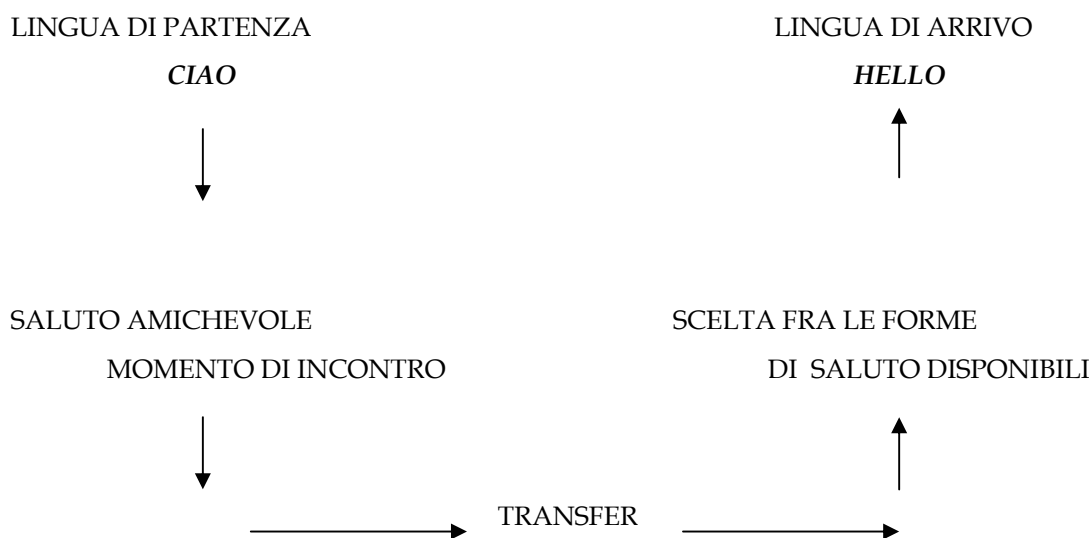 LINGUA DI PARTENZA
LINGUA DI ARRIVO
CIAO
HELLO
SALUTO AMICHEVOLE
SCELTA FRA LE FORME
MOMENTO DI INCONTRO
DI SALUTO DISPONIBILI
TRANSFER